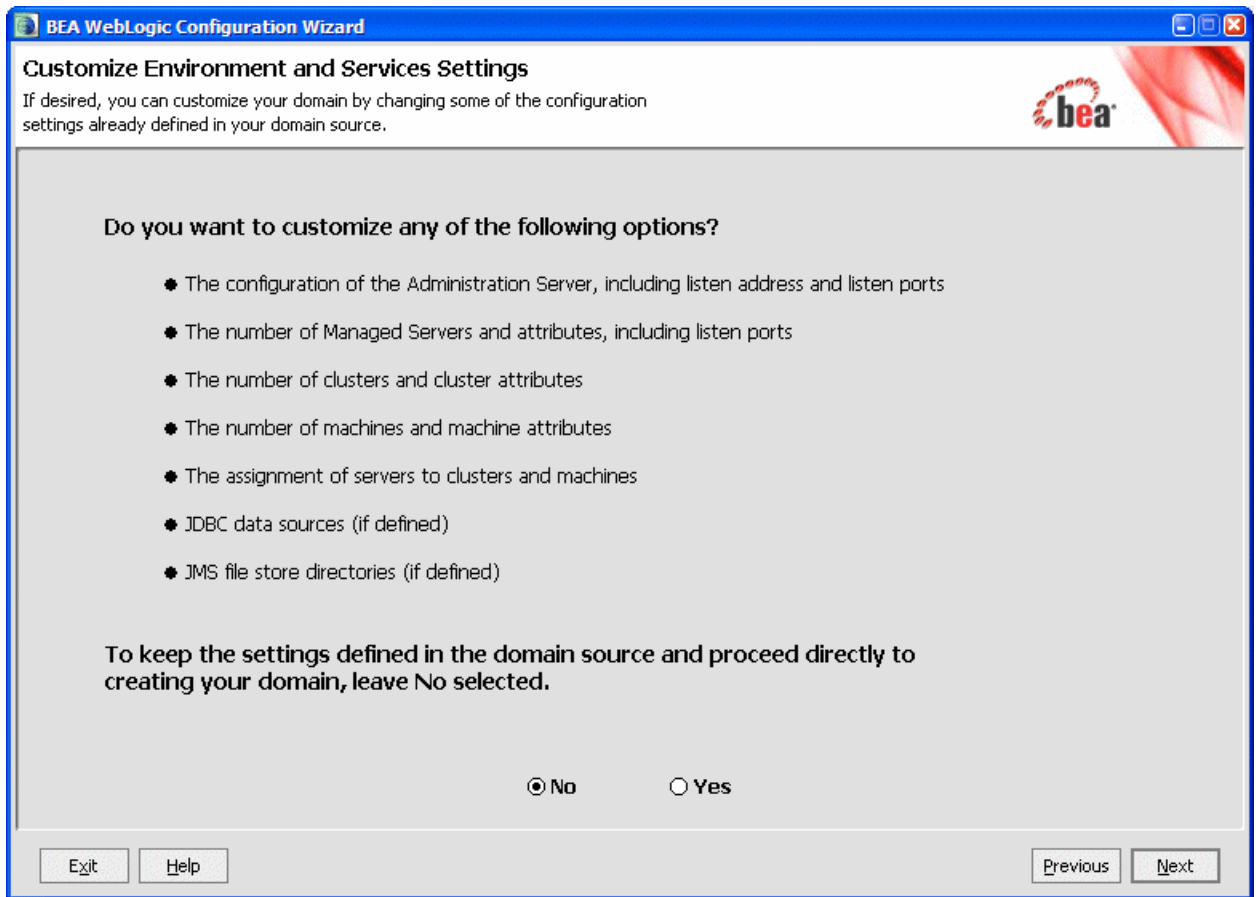 BEA WebLogic Configuration Wizard
Customize Environment and Services Settings
If desired, you can customize your domain by changing some of the configuration
settings already defined in your domain source.
bea
Do you want to customize any of the following options?
● The configuration of the Administration Server, including listen address and listen ports
● The number of Managed Servers and attributes, including listen ports
● The number of clusters and cluster attributes
● The number of machines and machine attributes
● The assignment of servers to clusters and machines
● JDBC data sources (if defined)
● JMS file store directories (if defined)
To keep the settings defined in the domain source and proceed directly to
creating your domain, leave No selected.
No Yes
Exit Help Previous Next